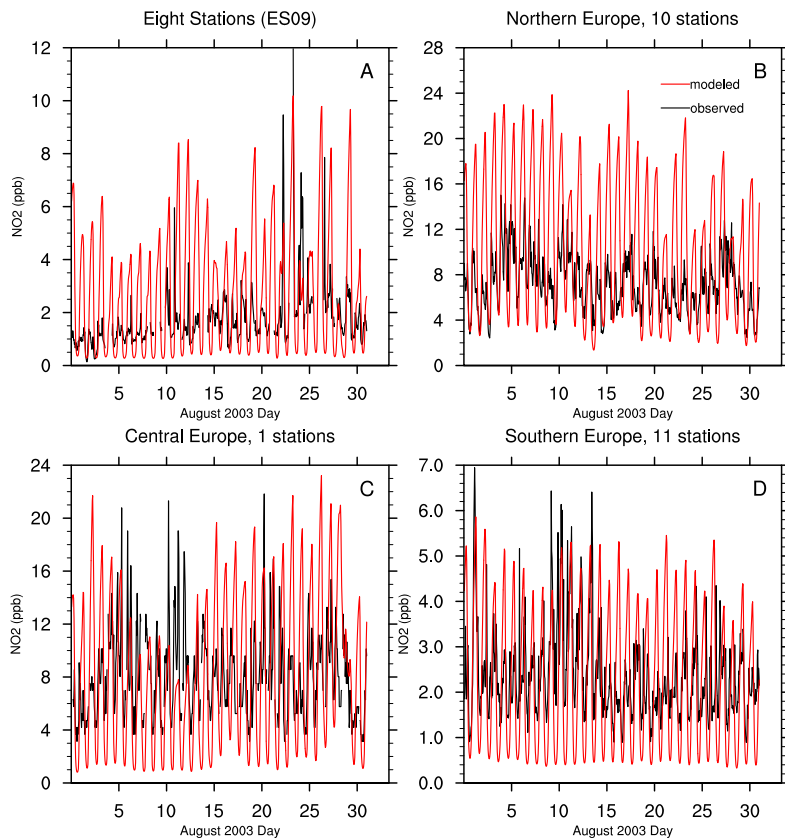 Eight Stations (ES09)
12
10
8
6
4
2
0
NO2 (ppb)
A
5 10 15 20 25 30
August 2003 Day
Northern Europe, 10 stations
28
24
20
16
12
8
4
0
NO2 (ppb)
B
modeled
observed
5 10 15 20 25 30
August 2003 Day
Central Europe, 1 stations
24
20
16
12
8
4
0
NO2 (ppb)
C
5 10 15 20 25 30
August 2003 Day
Southern Europe, 11 stations
7.0
6.0
5.0
4.0
3.0
2.0
1.0
0.0
NO2 (ppb)
D
5 10 15 20 25 30
August 2003 Day